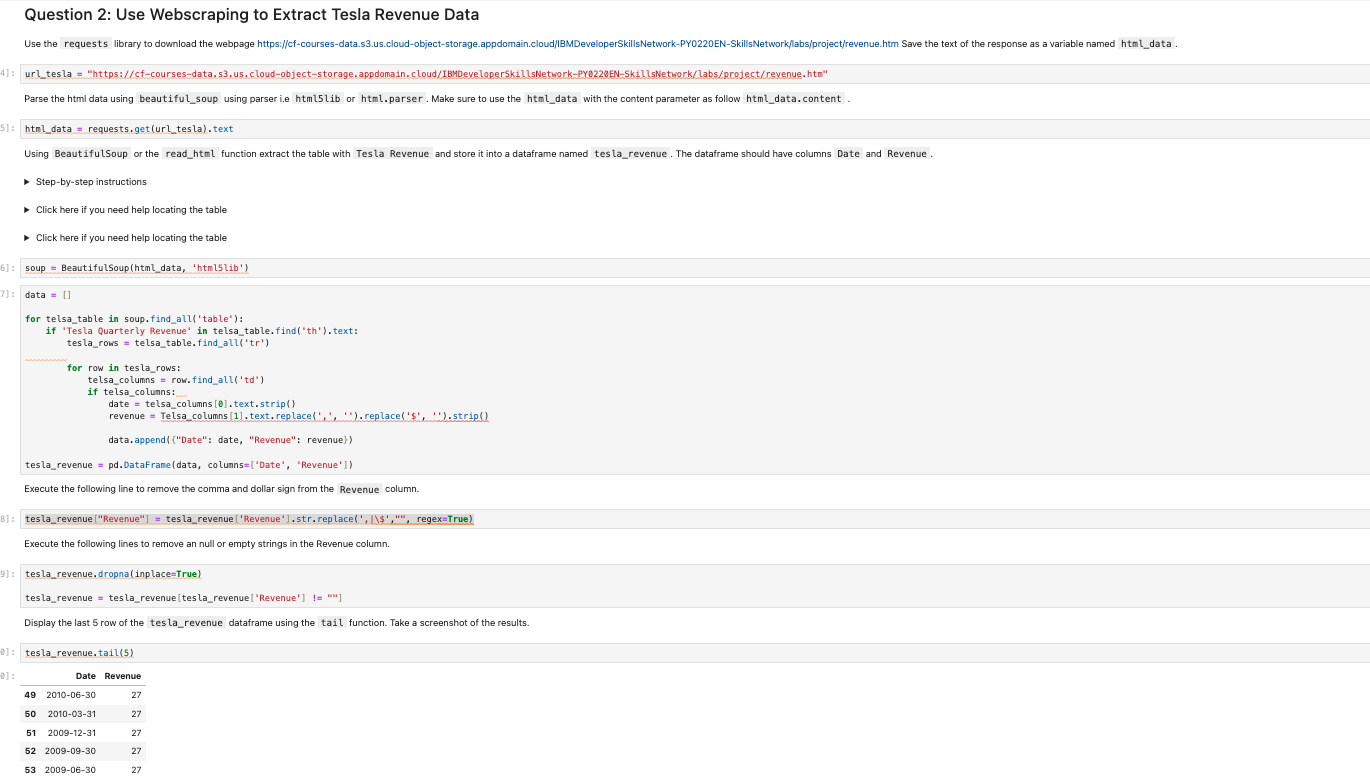 Question 2: Use Webscraping to Extract Tesla Revenue Data
Use the requests library to download the webpage https://cf-courses-data.s3.us.cloud-object-storage.appdomain.cloud/IBMDeveloperSkillsNetwork-PY0220EN-SkillsNetwork/labs/project/revenue.htm Save the text of the response as a variable named html_data .
4]: url_tesla = "https://cf-courses-data.s3.us.cloud-object-storage.appdomain.cloud/IBMDeveloperSkillsNetwork-PY0220EN-SkillsNetwork/labs/project/revenue.htm"
Parse the html data using beautiful_soup using parser i.e html5lib or html.parser . Make sure to use the html_data with the content parameter as follow html_data.content .
5]: html_data = requests.get(url_tesla).text
Using BeautifulSoup or the read_html function extract the table with Tesla Revenue and store it into a dataframe named tesla_revenue . The dataframe should have columns Date and Revenue .
Step-by-step instructions
Click here if you need help locating the table
Click here if you need help locating the table
6]: soup = BeautifulSoup(html_data, 'html5lib')
7]: data = []
for telsa_table in soup.find_all('table'):
if 'Tesla Quarterly Revenue' in telsa_table.find('th').text:
tesla_rows = telsa_table.find_all('tr')
for row in tesla_rows:
telsa_columns = row.find_all('td')
if telsa_columns:
date = telsa_columns[0].text.strip()
revenue = Telsa_columns[1].text.replace(',', '').replace('$', '').strip()
data.append({"Date": date, "Revenue": revenue})
tesla_revenue = pd.DataFrame(data, columns=['Date', 'Revenue'])
Execute the following line to remove the comma and dollar sign from the Revenue column.
8]: tesla_revenue["Revenue"] = tesla_revenue['Revenue'].str.replace(',|\$',"", regex=True)
Execute the following lines to remove an null or empty strings in the Revenue column.
9]: tesla_revenue.dropna(inplace=True)
tesla_revenue = tesla_revenue[tesla_revenue['Revenue'] != ""]
Display the last 5 row of the tesla_revenue dataframe using the tail function. Take a screenshot of the results.
0]: tesla_revenue.tail(5)
0]: Date Revenue
49 2010-06-30 27
50 2010-03-31 27
51 2009-12-31 27
52 2009-09-30 27
53 2009-06-30 27